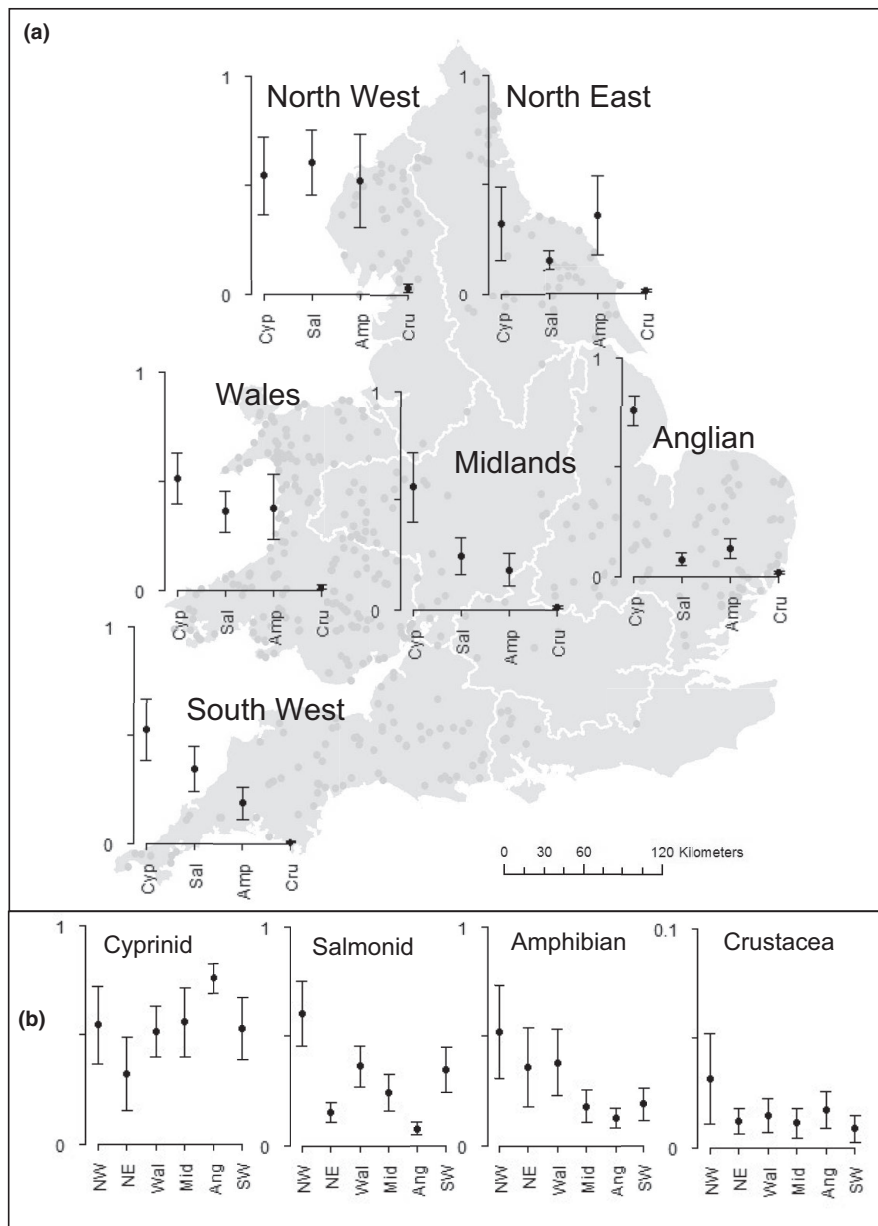 (a)
North West
1
0
Cyp
Sal
Amp
Cru
North East
1
0
Cyp
Sal
Amp
Cru
Wales
1
0
Cyp
Sal
Amp
Cru
Midlands
1
0
Cyp
Sal
Amp
Cru
Anglian
1
0
Cyp
Sal
Amp
Cru
South West
1
0
Cyp
Sal
Amp
Cru
0 30 60 120 Kilometers
(b)
Cyprinid
1
0
NW
NE
Wal
Mid
Ang
SW
Salmonid
1
0
NW
NE
Wal
Mid
Ang
SW
Amphibian
1
0
NW
NE
Wal
Mid
Ang
SW
Crustacea
0.1
0
NW
NE
Wal
Mid
Ang
SW